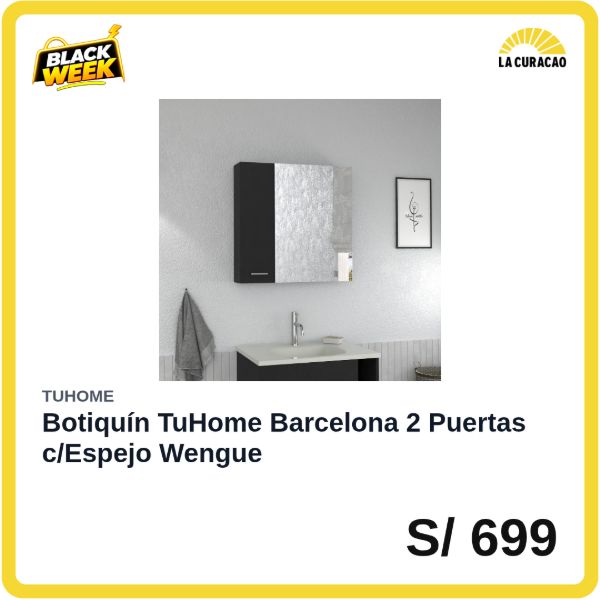 BLACK
WEEK
LA CURACAO
TUHOME
Botiquín TuHome Barcelona 2 Puertas
c/Espejo Wengue
S/ 699